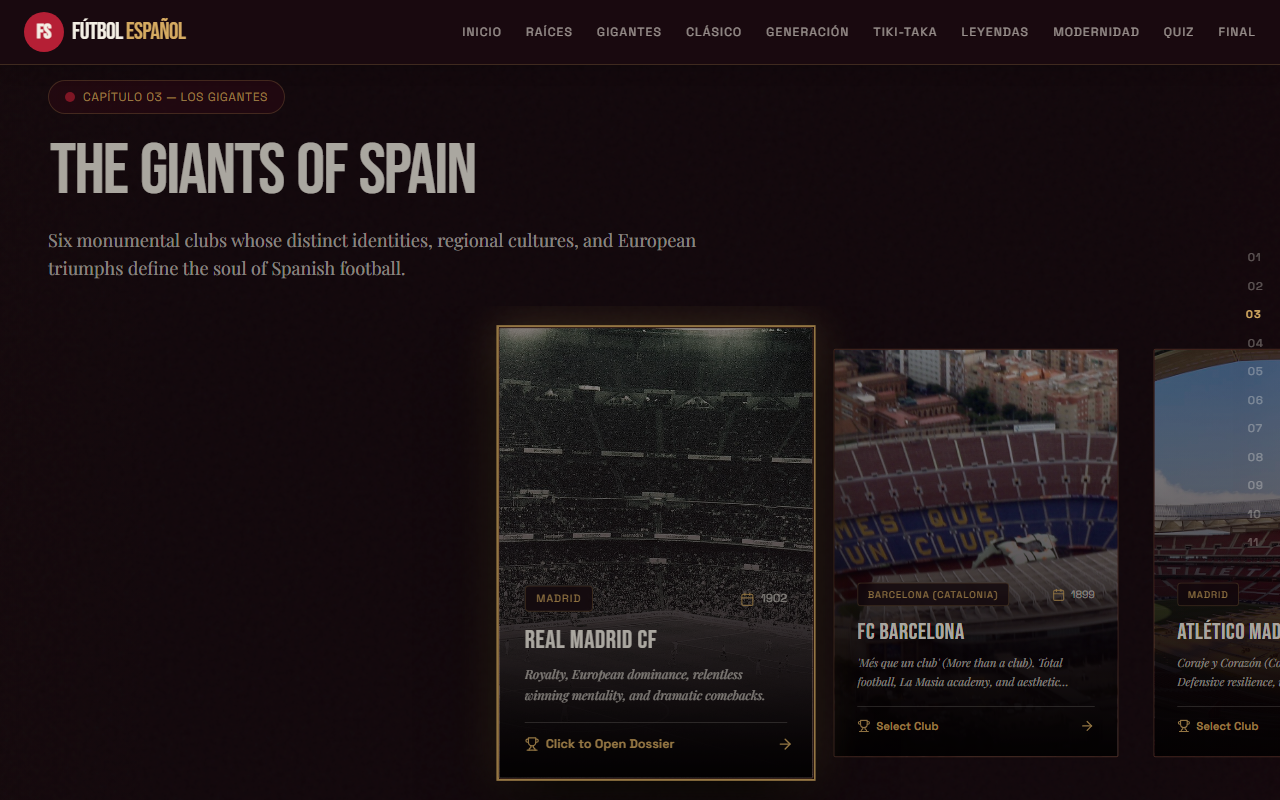 FS FÚTBOL ESPAÑOL
INICIO RAÍCES GIGANTES CLÁSICO GENERACIÓN TIKI-TAKA LEYENDAS MODERNIDAD QUIZ FINAL
CAPÍTULO 03 — LOS GIGANTES
THE GIANTS OF SPAIN
Six monumental clubs whose distinct identities, regional cultures, and European
triumphs define the soul of Spanish football.
01
02
03
04
05
06
07
08
09
10
11
MADRID 1902
REAL MADRID CF
Royalty, European dominance, relentless
winning mentality, and dramatic comebacks.
Click to Open Dossier
MES QUE
UN CLUB
BARCELONA (CATALONIA) 1899
FC BARCELONA
'Més que un club' (More than a club). Total
football, La Masia academy, and aesthetic...
Select Club
MADRID
ATLÉTICO MAD
Coraje y Corazón (Co
Defensive resilience,
Select Club